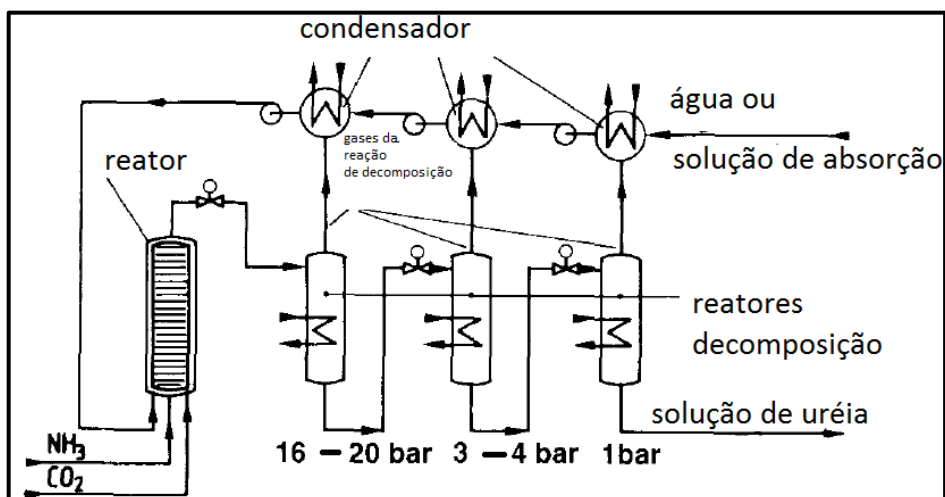 condensador
água ou
solução de absorção
gases da
reação
de decomposição
reator
reatores
decomposição
solução de uréia
16 – 20 bar
3 – 4 bar
1bar
NH3
CO2